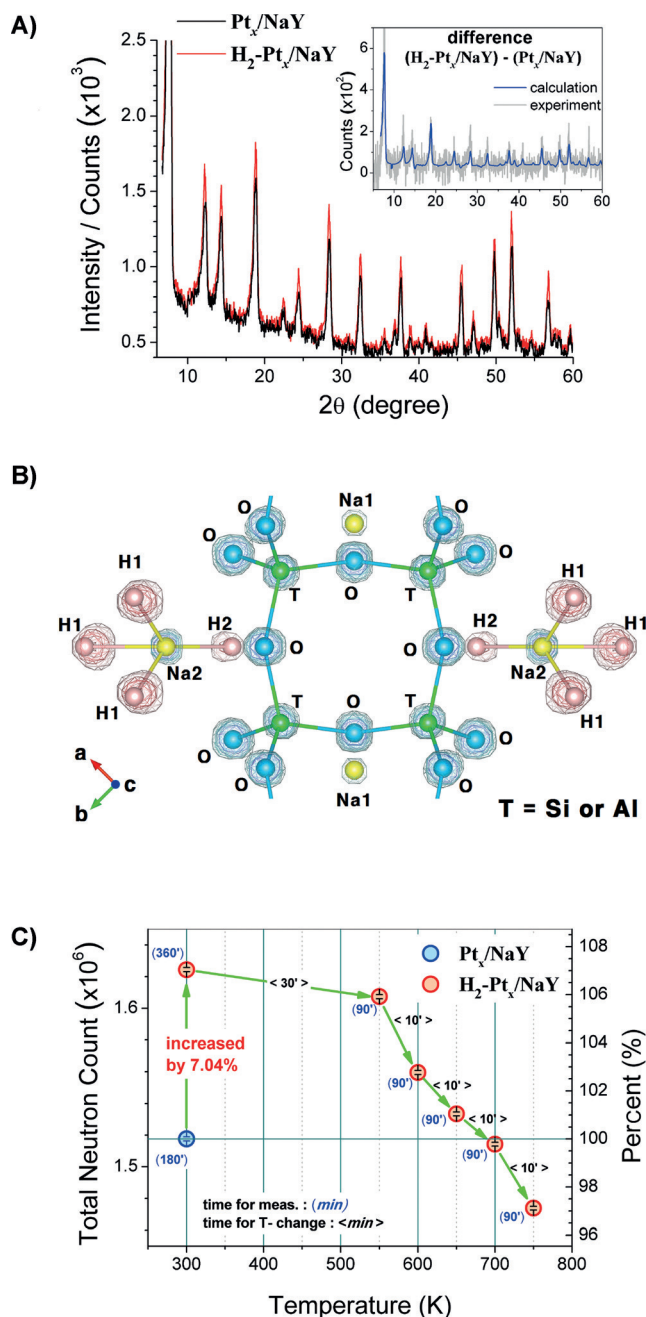 A)
Ptx/NaY
H2-Ptx/NaY
difference
(H2-Ptx/NaY) - (Ptx/NaY)
calculation
experiment
Counts (x10²)
6
4
2
0
10 20 30 40 50 60
Intensity / Counts (x10³)
2.5
2.0
1.5
1.0
0.5
10 20 30 40 50 60
2θ (degree)
B)
O Na1 O
O O
H1 O H1
T T
H1 H2 O O H2 H1
Na2 Na2
H1 T O T H1
O O
O Na1 O
a
c
b
T = Si or Al
C)
Total Neutron Count (x10⁶)
1.6
1.5
Percent (%)
108
106
104
102
100
98
96
Ptx/NaY
H2-Ptx/NaY
(360')
< 30' >
(90')
< 10' >
increased
by 7.04%
(90')
< 10' >
(90')
< 10' >
(180')
(90')
< 10' >
(90')
time for meas. : (min)
time for T- change : <min>
300 400 500 600 700 800
Temperature (K)